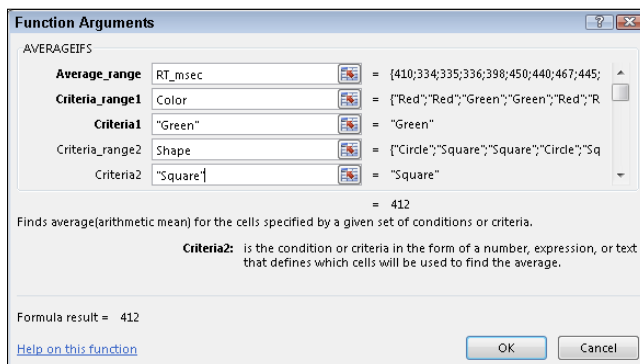 Function Arguments
AVERAGEIFS
Average_range RT_msec = {410;334;335;336;398;450;440;467;445;
Criteria_range1 Color = {"Red";"Red";"Green";"Green";"Red";"R
Criteria1 "Green" = "Green"
Criteria_range2 Shape = {"Circle";"Square";"Square";"Circle";"Sq
Criteria2 "Square" = "Square"
= 412
Finds average(arithmetic mean) for the cells specified by a given set of conditions or criteria.
Criteria2: is the condition or criteria in the form of a number, expression, or text
that defines which cells will be used to find the average.
Formula result = 412
Help on this function OK Cancel